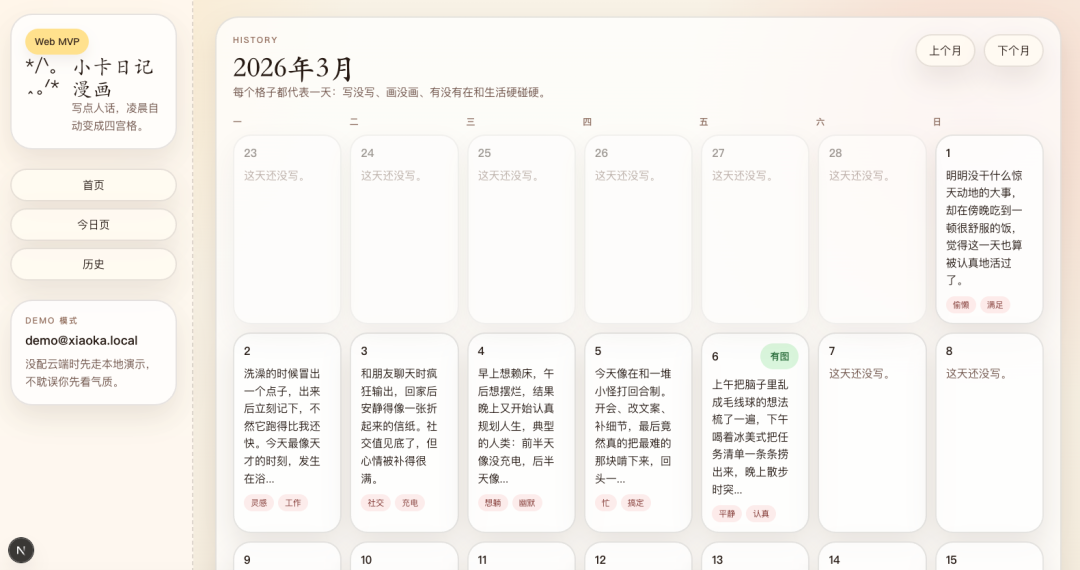 Web MVP
*/\。 小卡日记
^。/* 漫画
写点人话，凌晨自
动变成四宫格。
首页
今日页
历史
DEMO 模式
demo@xiaoka.local
没配云端时先走本地演示，
不耽误你先看气质。
N
HISTORY
2026年3月
每个格子都代表一天：写没写、画没画、有没有在和生活硬碰硬。
上个月
下个月
一 二 三 四 五 六 日
23
这天还没写。
24
这天还没写。
25
这天还没写。
26
这天还没写。
27
这天还没写。
28
这天还没写。
1
明明没干什么惊
天动地的大事，
却在傍晚吃到一
顿很舒服的饭，
觉得这一天也算
被认真地活过
了。
偷懒 满足
2
洗澡的时候冒出
一个点子，出来
后立刻记下，不
然它跑得比我还
快。今天最像天
才的时刻，发生
在浴...
灵感 工作
3
和朋友聊天时疯
狂输出，回家后
安静得像一张折
起来的信纸。社
交值见底了，但
心情被补得很
满。
社交 充电
4
早上想赖床，午
后想摆烂，结果
晚上又开始认真
规划人生，典型
的人类：前半天
像没充电，后半
天像...
想躺 幽默
5
今天像在和一堆
小怪打回合制。
开会、改文案、
补细节，最后竟
然真的把最难的
那块啃下来，回
头一...
忙 搞定
6 有图
上午把脑子里乱
成毛线球的想法
梳了一遍，下午
喝着冰美式把任
务清单一条条捞
出来，晚上散步
时突...
平静 认真
7
这天还没写。
8
这天还没写。
9 10 11 12 13 14 15